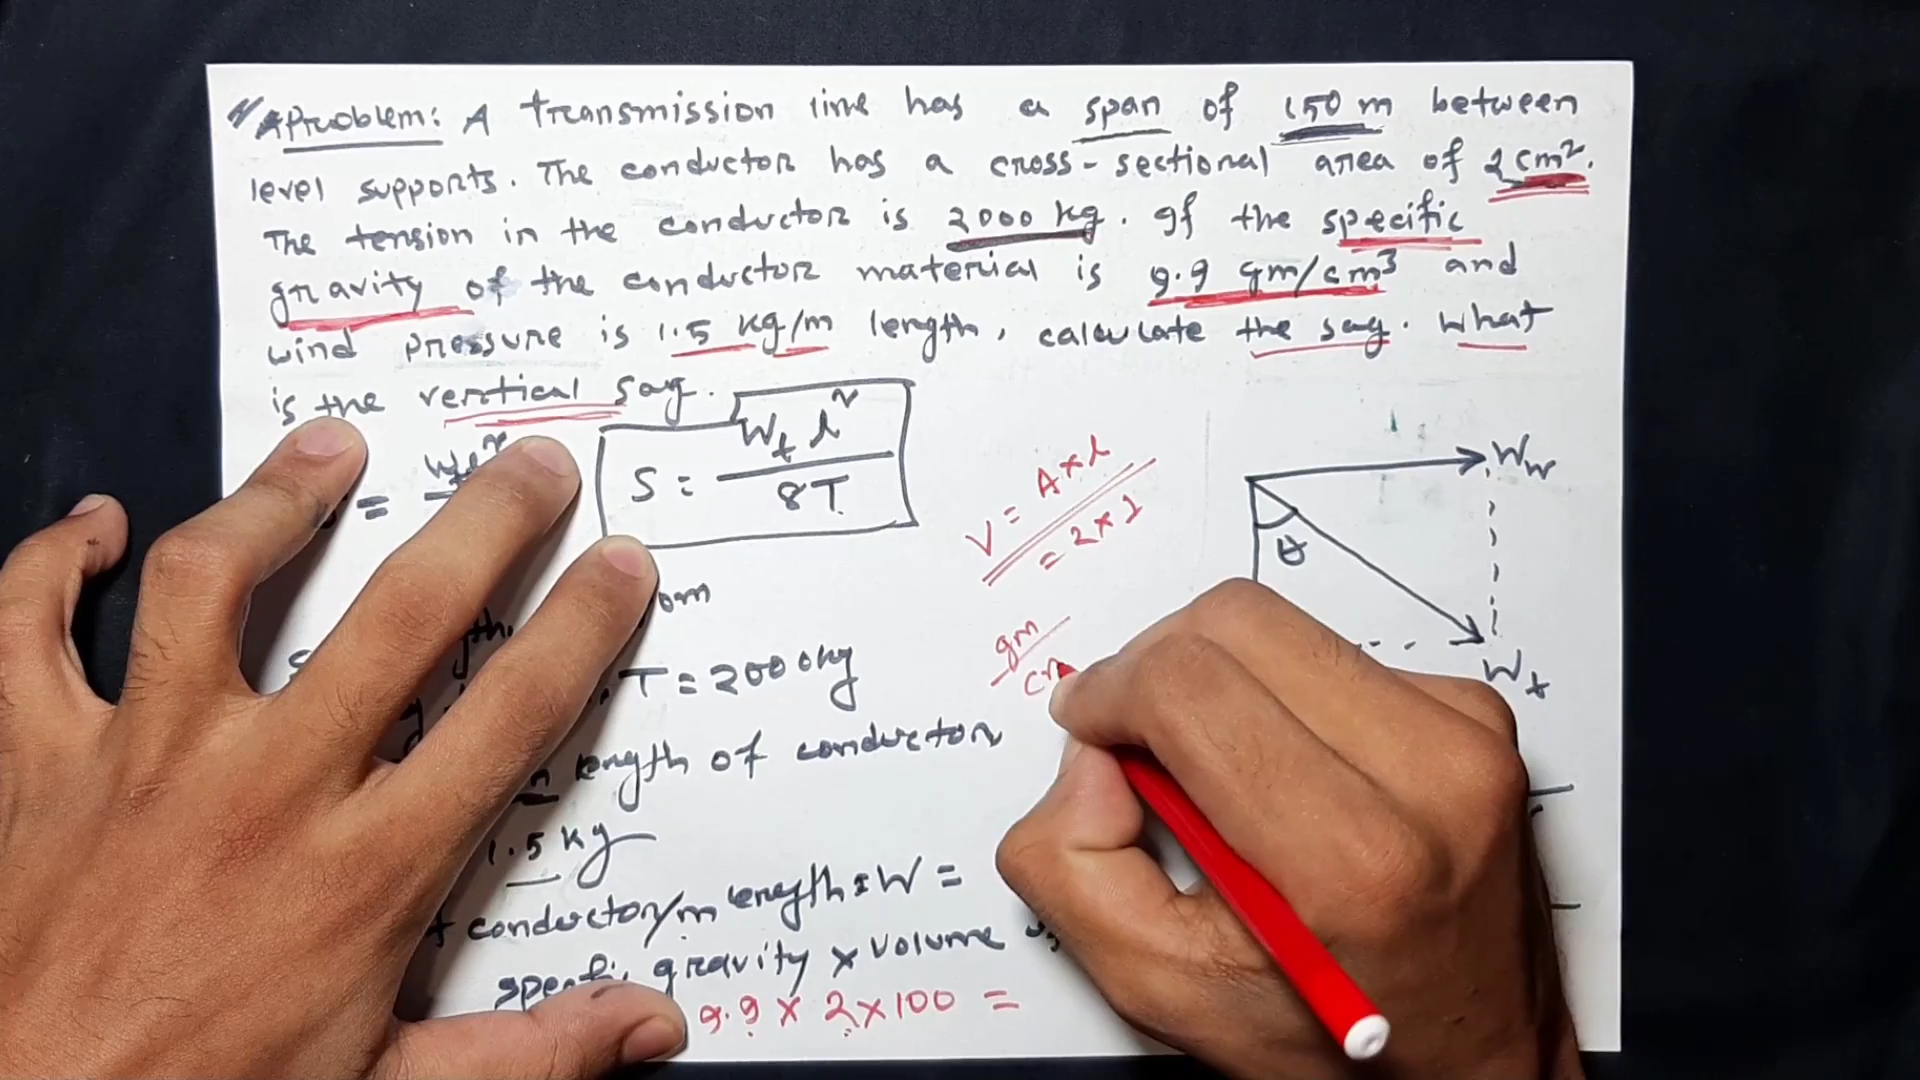 Problem: A transmission line has a span of 150 m between
level supports. The conductor has a cross-sectional area of 2 cm².
The tension in the conductor is 2000 kg. If the specific
gravity of the conductor material is 9.9 gm/cm³ and
wind pressure is 1.5 kg/m length, calculate the sag. What
is the vertical sag.
S = Wt l² / 8T
V = A × l
= 2 × 1
gm
Ww
θ
Wt
T = 2000 kg
length of conductor
1.5 kg
conductor/m length = W =
gravity × volume
9.9 × 2 × 100 =